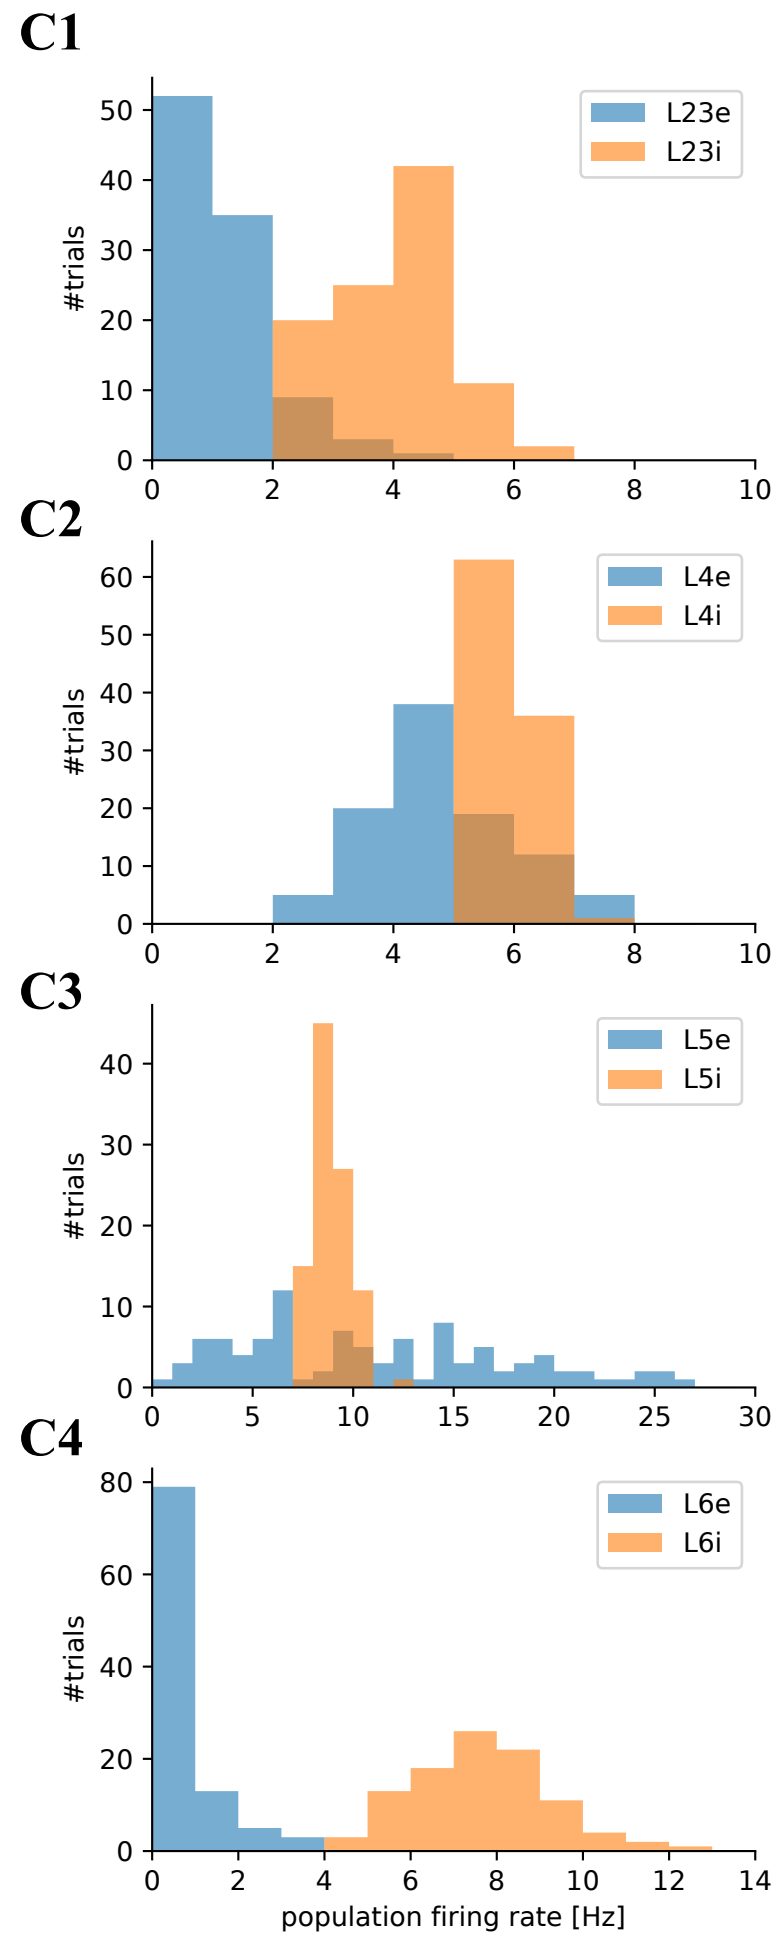 C1
50
40
30
20
10
0
#trials
L23e
L23i
0 2 4 6 8 10
C2
60
50
40
30
20
10
0
#trials
L4e
L4i
0 2 4 6 8 10
C3
40
30
20
10
0
#trials
L5e
L5i
0 5 10 15 20 25 30
C4
80
60
40
20
0
#trials
L6e
L6i
0 2 4 6 8 10 12 14
population firing rate [Hz]